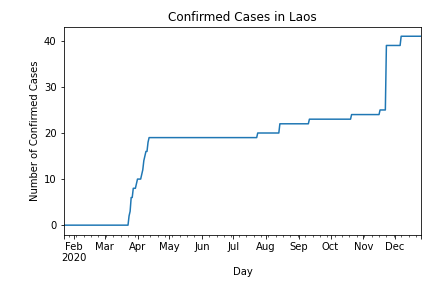 Confirmed Cases in Laos
40
30
20
10
0
Number of Confirmed Cases
Feb Mar Apr May Jun Jul Aug Sep Oct Nov Dec
2020
Day